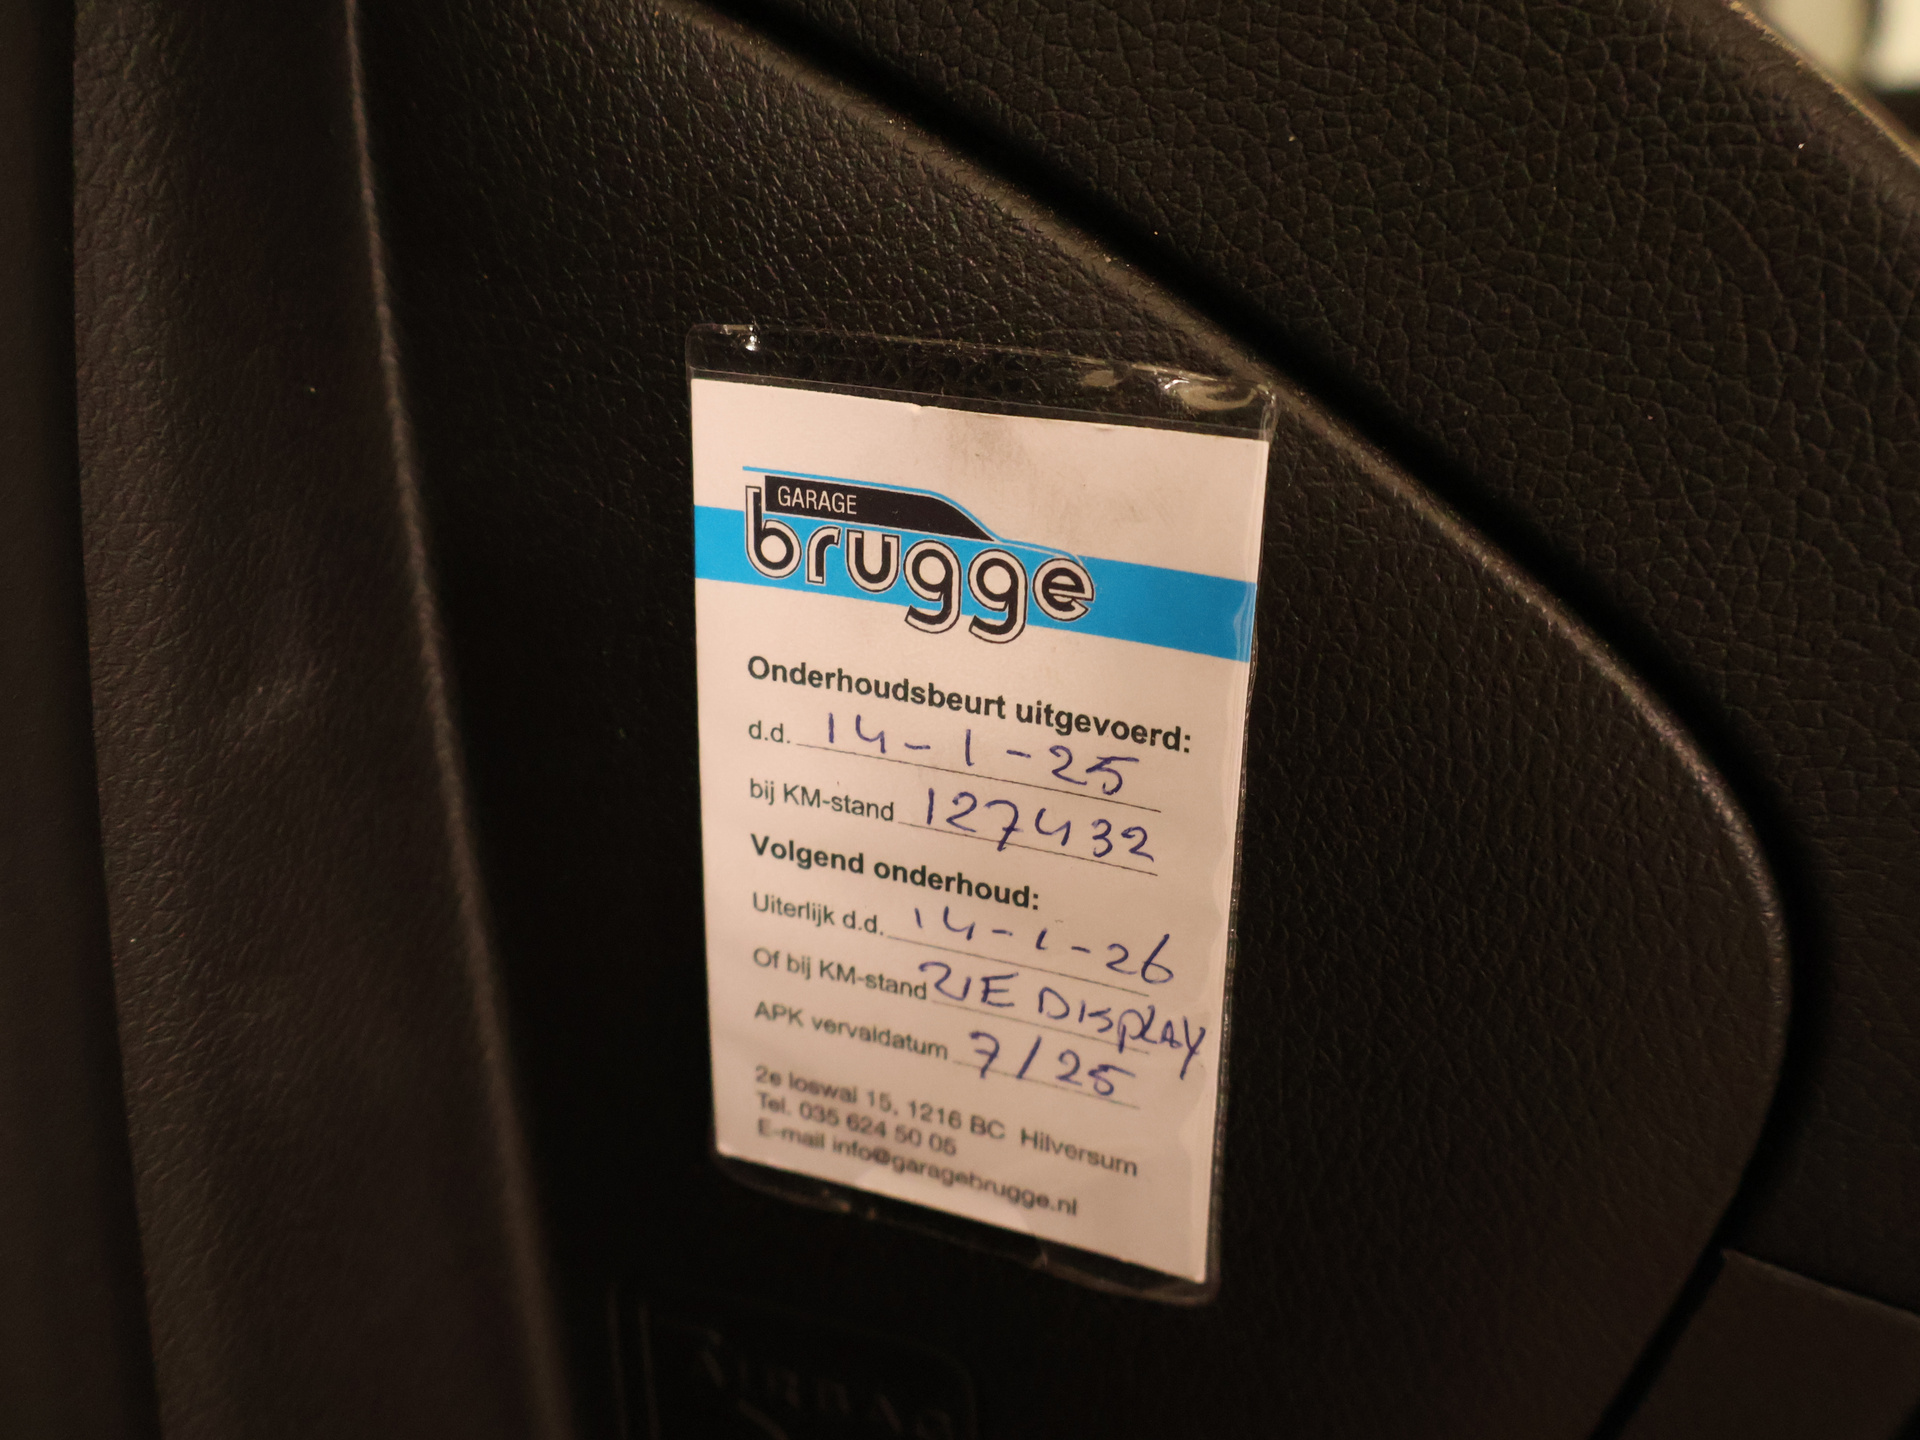 GARAGE
brugge
Onderhoudsbeurt uitgevoerd:
d.d. 14-1-25
bij KM-stand 127432
Volgend onderhoud:
Uiterlijk d.d. 14-1-26
Of bij KM-stand ZIE DISPLAY
APK vervaldatum 7/25
2e loswal 15, 1216 BC Hilversum
Tel. 035 624 50 05
E-mail info@garagebrugge.nl
AIRBAG